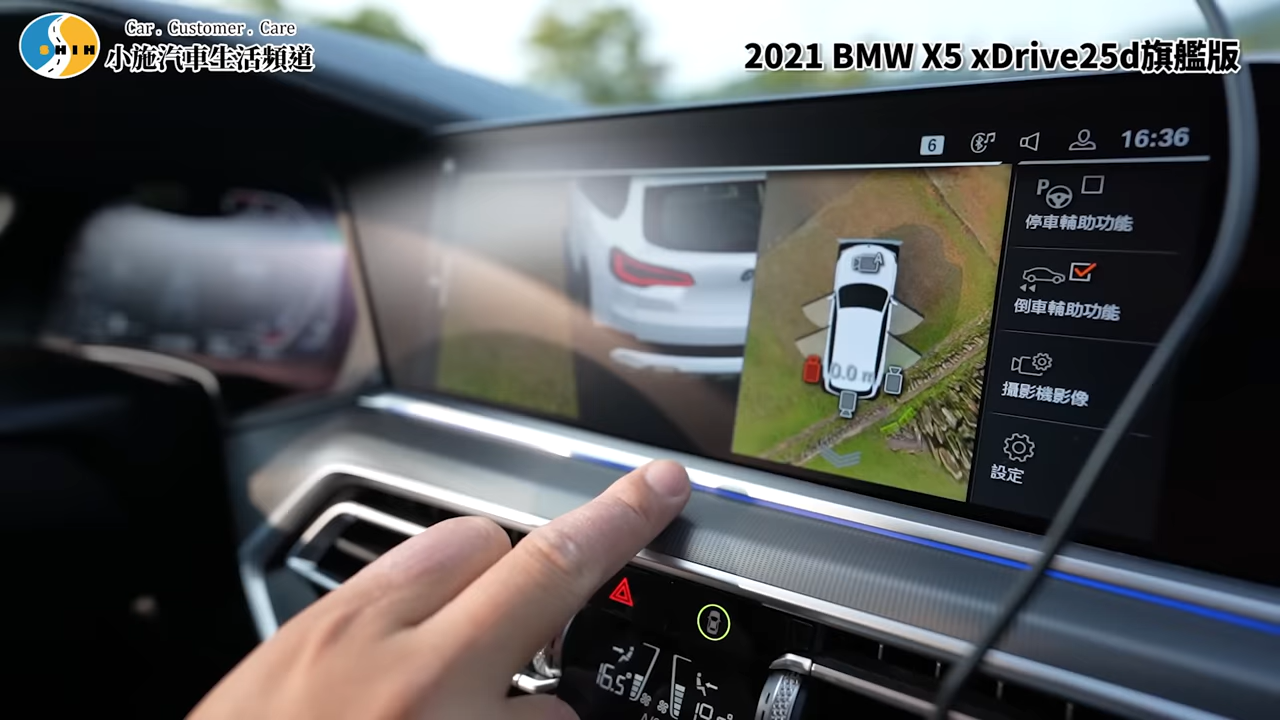 SHIH
Car . Customer . Care
小施汽車生活頻道
2021 BMW X5 xDrive25d旗艦版
6
16:36
P
停車輔助功能
倒車輔助功能
攝影機影像
設定
0.0 m
16.5°